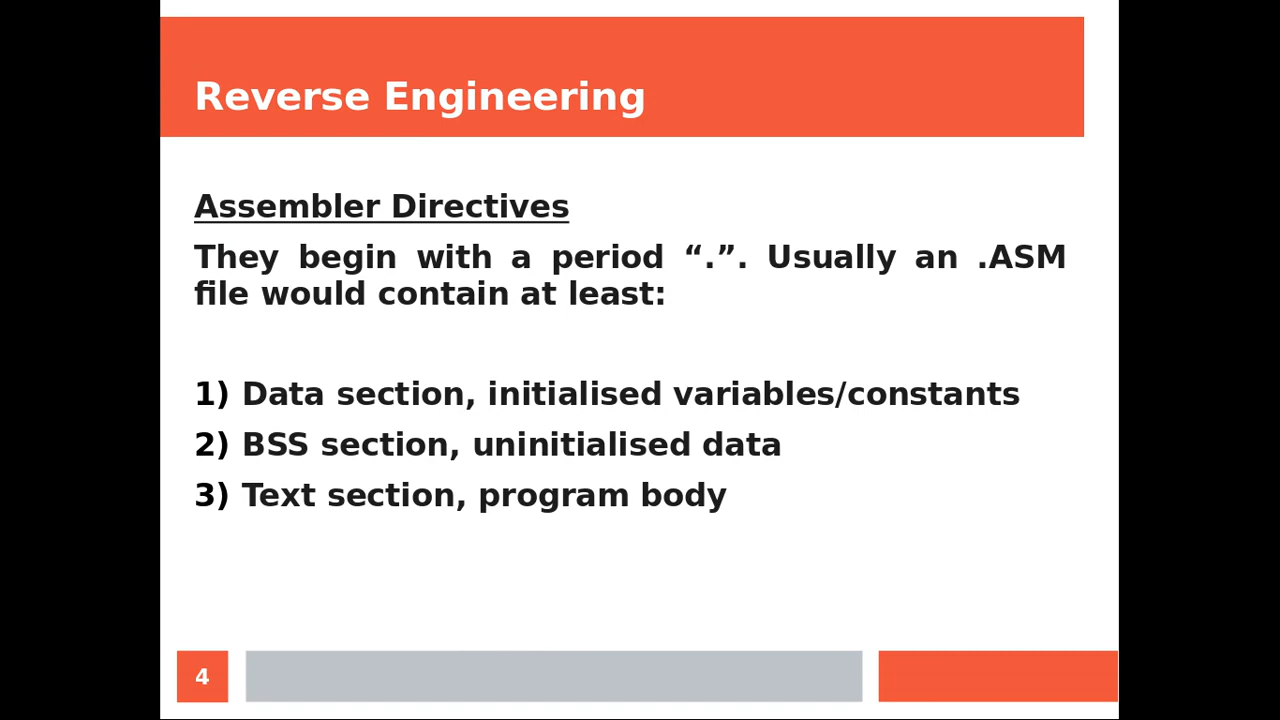 Reverse Engineering
Assembler Directives
They begin with a period “.”. Usually an .ASM
file would contain at least:
1) Data section, initialised variables/constants
2) BSS section, uninitialised data
3) Text section, program body
4